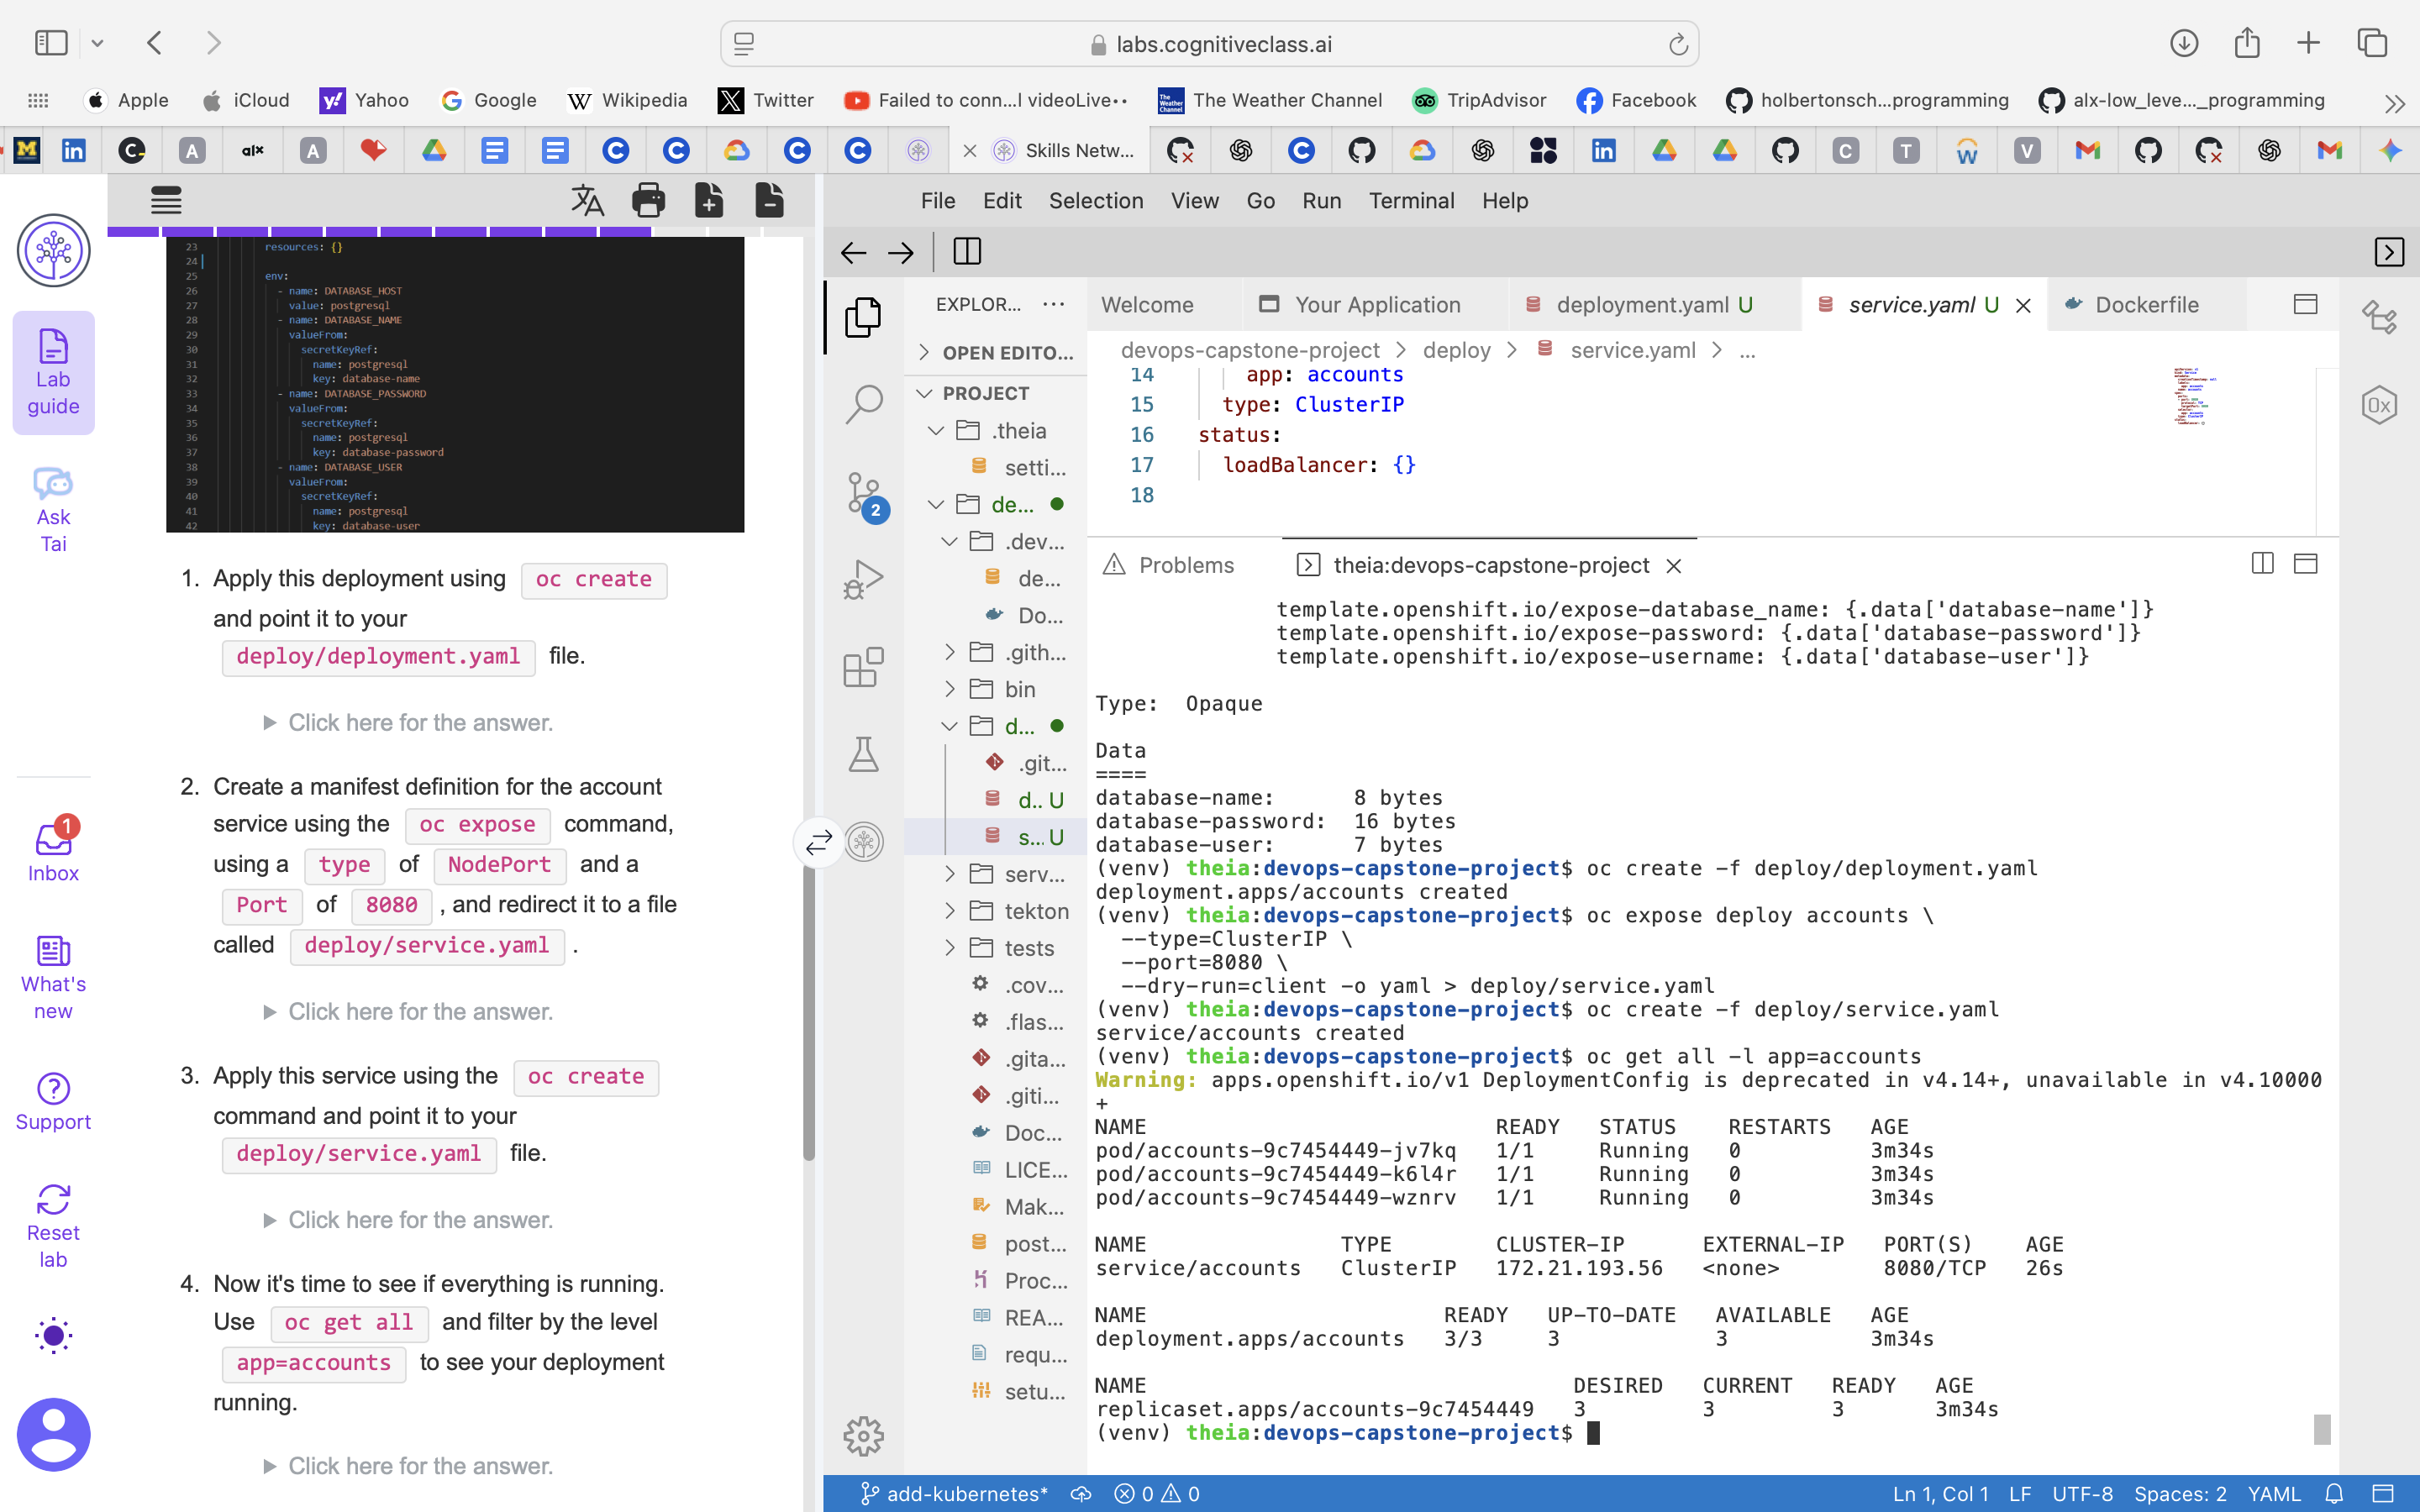 labs.cognitiveclass.ai
Apple
iCloud
Yahoo
Google
Wikipedia
Twitter
Failed to conn...l videoLive··
The Weather Channel
TripAdvisor
Facebook
holbertonsch...programming
alx-low_leve..._programming
Skills Netw...
Lab guide
Ask Tai
1
Inbox
What's new
Support
Reset lab
23 resources: {}
24
25 env:
26 - name: DATABASE_HOST
27 value: postgresql
28 - name: DATABASE_NAME
29 valueFrom:
30 secretKeyRef:
31 name: postgresql
32 key: database-name
33 - name: DATABASE_PASSWORD
34 valueFrom:
35 secretKeyRef:
36 name: postgresql
37 key: database-password
38 - name: DATABASE_USER
39 valueFrom:
40 secretKeyRef:
41 name: postgresql
42 key: database-user
1. Apply this deployment using oc create
and point it to your
deploy/deployment.yaml file.
Click here for the answer.
2. Create a manifest definition for the account
service using the oc expose command,
using a type of NodePort and a
Port of 8080 , and redirect it to a file
called deploy/service.yaml .
Click here for the answer.
3. Apply this service using the oc create
command and point it to your
deploy/service.yaml file.
Click here for the answer.
4. Now it's time to see if everything is running.
Use oc get all and filter by the level
app=accounts to see your deployment
running.
Click here for the answer.
File Edit Selection View Go Run Terminal Help
EXPLOR... ···
OPEN EDITO...
PROJECT
.theia
setti...
de...
.dev...
de...
Do...
.gith...
bin
d...
.git...
d.. U
s... U
serv...
tekton
tests
.cov...
.flas...
.gita...
.giti...
Doc...
LICE...
Mak...
post...
Proc...
REA...
requ...
setu...
2
Welcome
Your Application
deployment.yaml U
service.yaml U
Dockerfile
devops-capstone-project > deploy > service.yaml > ...
14 app: accounts
15 type: ClusterIP
16 status:
17 loadBalancer: {}
18
Problems
theia:devops-capstone-project
template.openshift.io/expose-database_name: {.data['database-name']}
template.openshift.io/expose-password: {.data['database-password']}
template.openshift.io/expose-username: {.data['database-user']}
Type: Opaque
Data
====
database-name: 8 bytes
database-password: 16 bytes
database-user: 7 bytes
(venv) theia:devops-capstone-project$ oc create -f deploy/deployment.yaml
deployment.apps/accounts created
(venv) theia:devops-capstone-project$ oc expose deploy accounts \
--type=ClusterIP \
--port=8080 \
--dry-run=client -o yaml > deploy/service.yaml
(venv) theia:devops-capstone-project$ oc create -f deploy/service.yaml
service/accounts created
(venv) theia:devops-capstone-project$ oc get all -l app=accounts
Warning: apps.openshift.io/v1 DeploymentConfig is deprecated in v4.14+, unavailable in v4.10000
+
NAME READY STATUS RESTARTS AGE
pod/accounts-9c7454449-jv7kq 1/1 Running 0 3m34s
pod/accounts-9c7454449-k6l4r 1/1 Running 0 3m34s
pod/accounts-9c7454449-wznrv 1/1 Running 0 3m34s
NAME TYPE CLUSTER-IP EXTERNAL-IP PORT(S) AGE
service/accounts ClusterIP 172.21.193.56 <none> 8080/TCP 26s
NAME READY UP-TO-DATE AVAILABLE AGE
deployment.apps/accounts 3/3 3 3 3m34s
NAME DESIRED CURRENT READY AGE
replicaset.apps/accounts-9c7454449 3 3 3 3m34s
(venv) theia:devops-capstone-project$
add-kubernetes* 0 0
Ln 1, Col 1 LF UTF-8 Spaces: 2 YAML